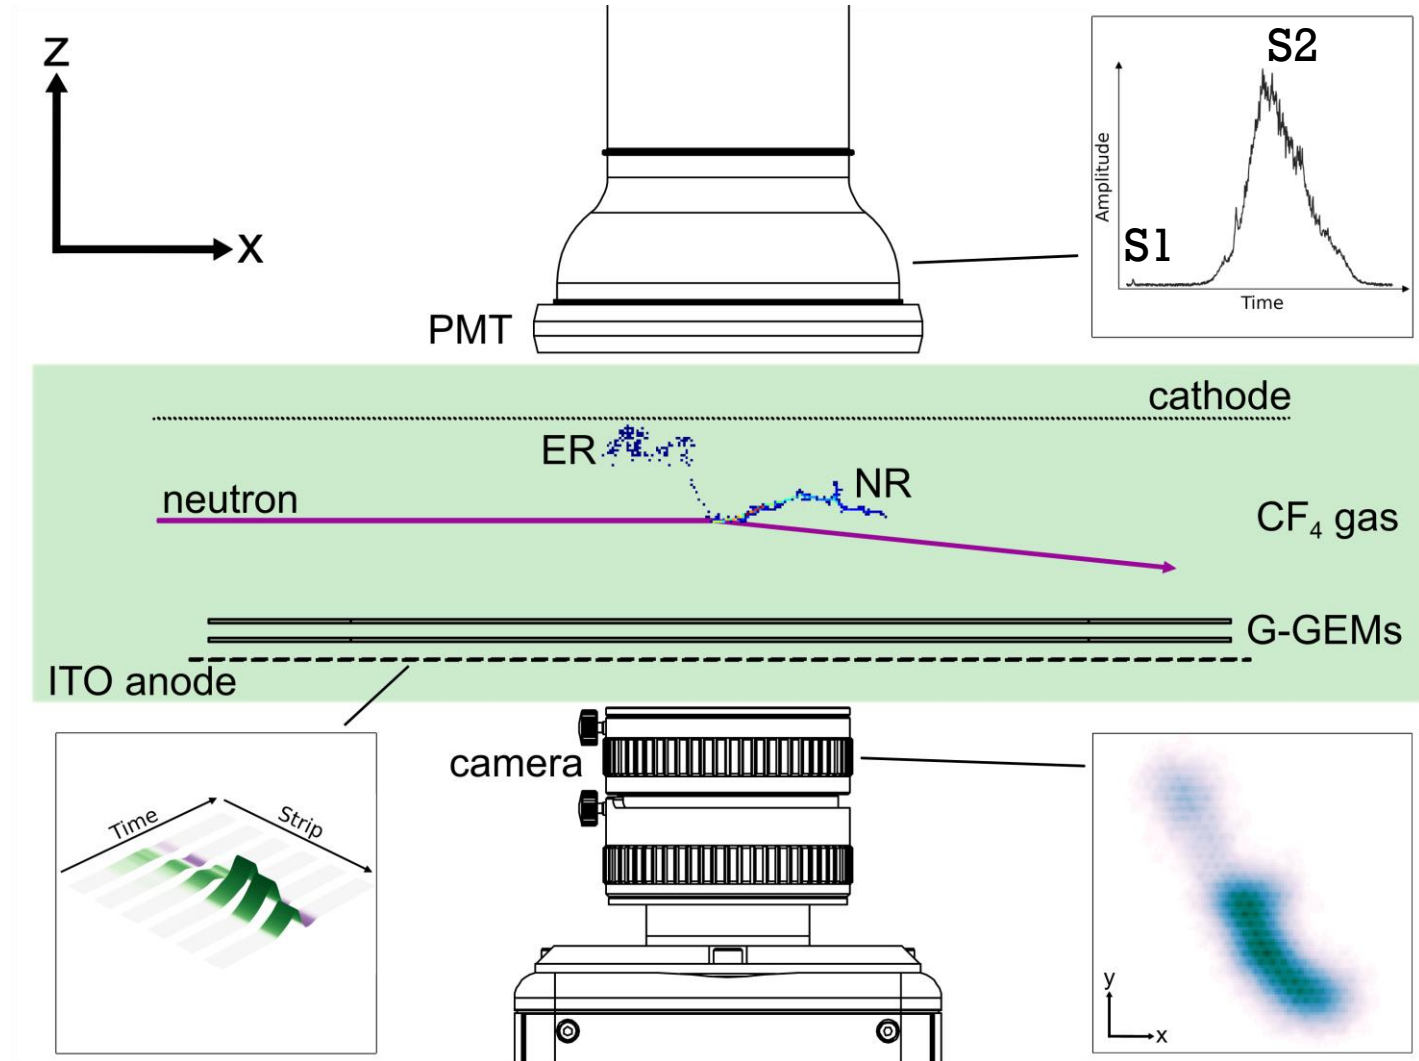 z
x
S2
Amplitude
S1
Time
PMT
cathode
ER
NR
neutron
CF₄ gas
G-GEMs
ITO anode
camera
Time
Strip
y
x